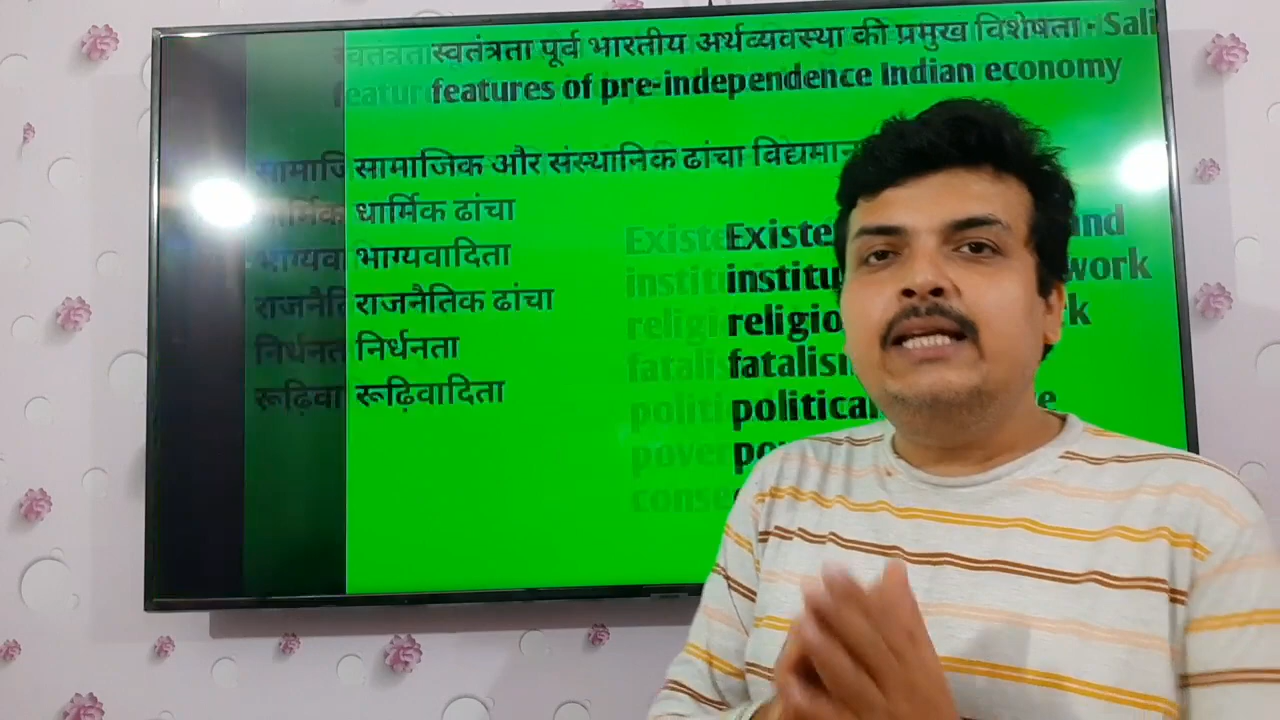 स्वतंत्रता पूर्व भारतीय अर्थव्यवस्था की प्रमुख विशेषता - Sali
features of pre-independence Indian economy
सामाजिक और संस्थानिक ढांचा विद्यमान
धार्मिक ढांचा
भाग्यवादिता
राजनैतिक ढांचा
निर्धनता
रूढ़िवादिता
Existe
institu
religio
fatalis
political